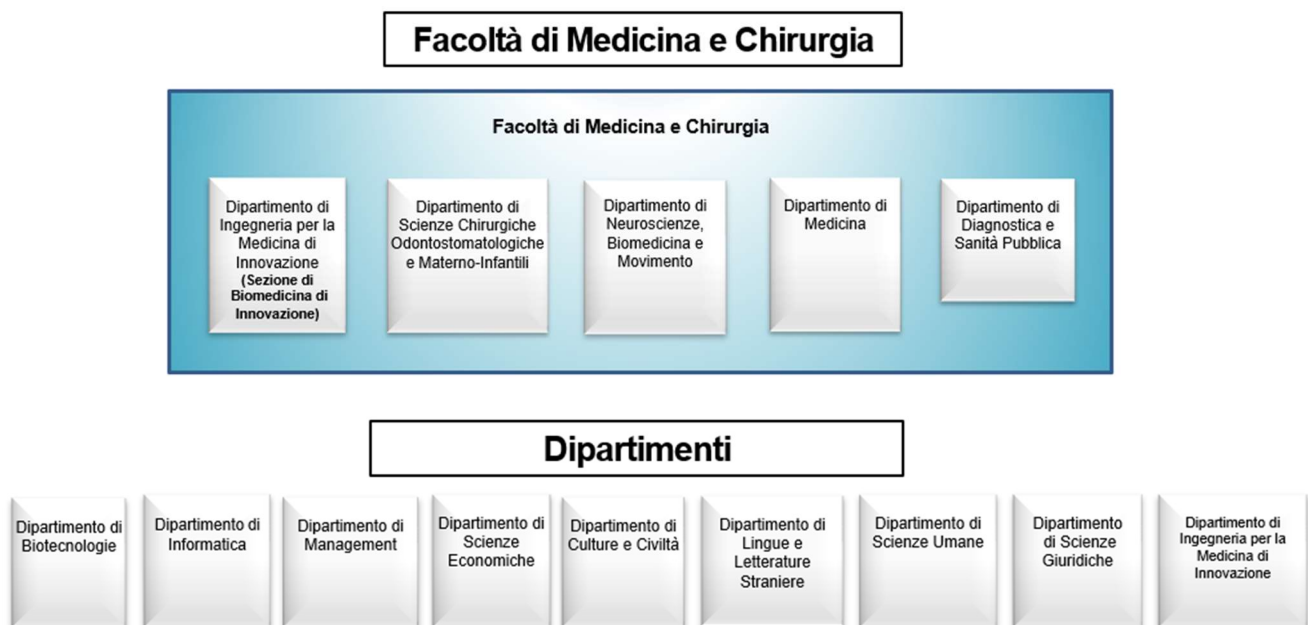 Facoltà di Medicina e Chirurgia
Facoltà di Medicina e Chirurgia
Dipartimento di
Ingegneria per la
Medicina di
Innovazione
(Sezione di
Biomedicina di
Innovazione)
Dipartimento di
Scienze Chirurgiche
Odontostomatologiche
e Materno-Infantili
Dipartimento di
Neuroscienze,
Biomedicina e
Movimento
Dipartimento di
Medicina
Dipartimento di
Diagnostica e
Sanità Pubblica
Dipartimenti
Dipartimento di
Biotecnologie
Dipartimento di
Informatica
Dipartimento di
Management
Dipartimento di
Scienze
Economiche
Dipartimento di
Culture e Civiltà
Dipartimento di
Lingue e
Letterature
Straniere
Dipartimento di
Scienze Umane
Dipartimento
di Scienze
Giuridiche
Dipartimento di
Ingegneria per la
Medicina di
Innovazione